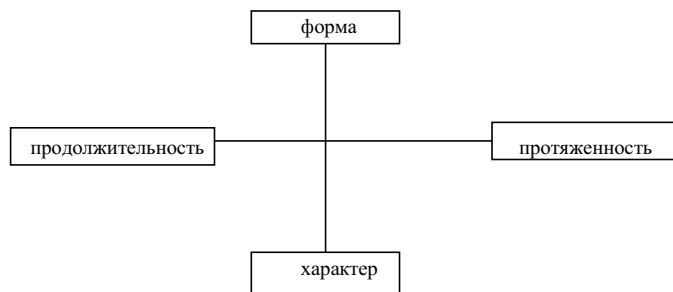 форма
продолжительность
протяженность
характер